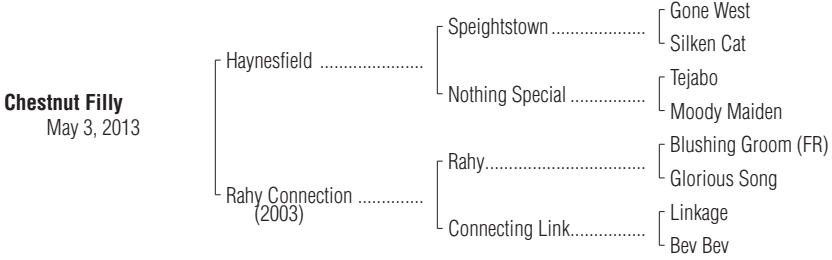 Gone West
Speightstown ....................
Silken Cat
Haynesfield ......................
Tejabo
Nothing Special ................
Moody Maiden
Chestnut Filly
May 3, 2013
Blushing Groom (FR)
Rahy..................................
Glorious Song
Rahy Connection ..............
(2003)
Linkage
Connecting Link................
Bev Bev